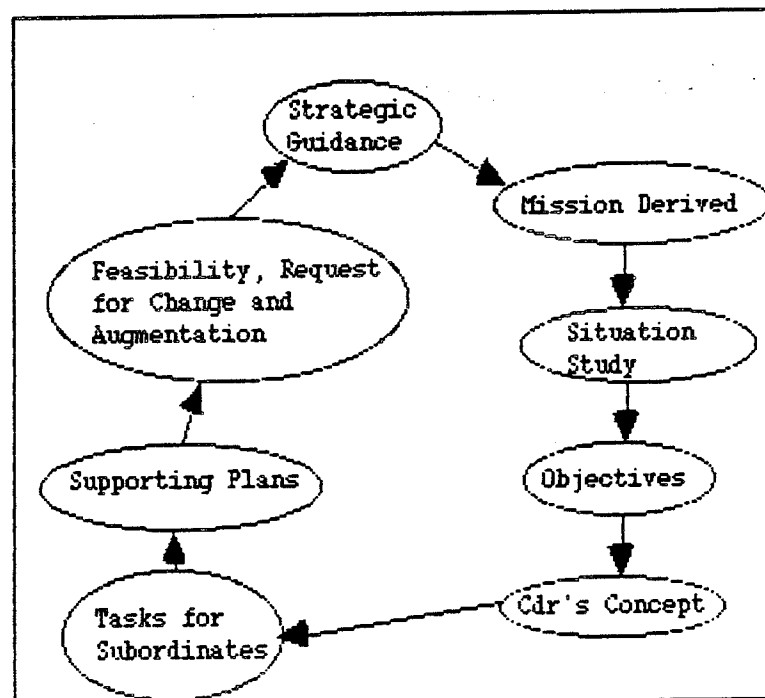 Strategic
Guidance
Mission Derived
Situation
Study
Objectives
Cdr's Concept
Tasks for
Subordinates
Supporting Plans
Feasibility, Request
for Change and
Augmentation